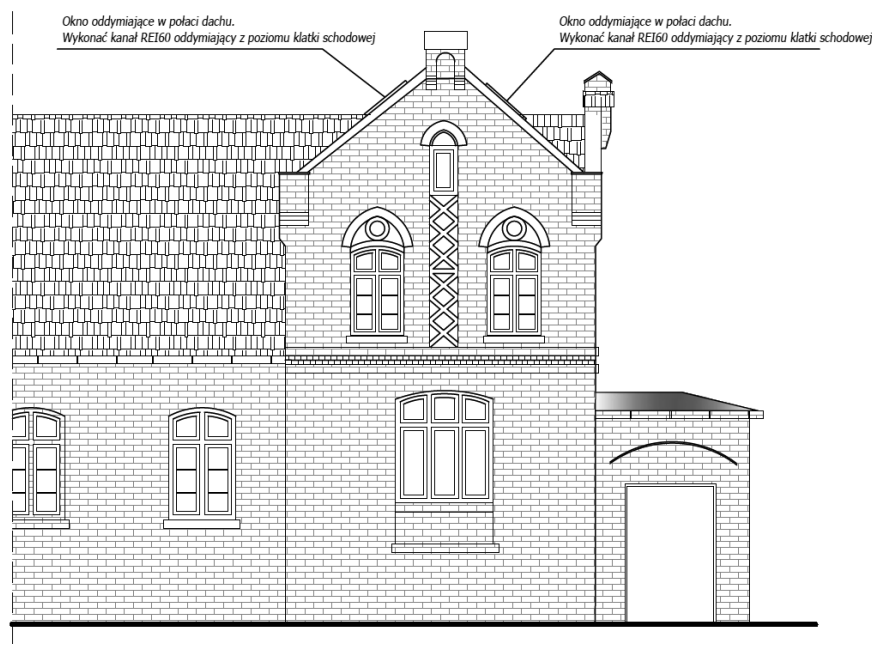 Okno oddymiające w połaci dachu.
Wykonać kanał REI60 oddymiający z poziomu klatki schodowej
Okno oddymiające w połaci dachu.
Wykonać kanał REI60 oddymiający z poziomu klatki schodowej